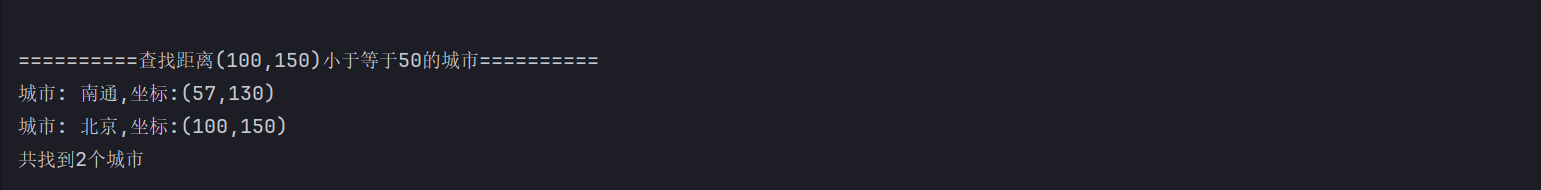 ==========查找距离(100,150)小于等于50的城市==========
城市: 南通,坐标:(57,130)
城市: 北京,坐标:(100,150)
共找到2个城市